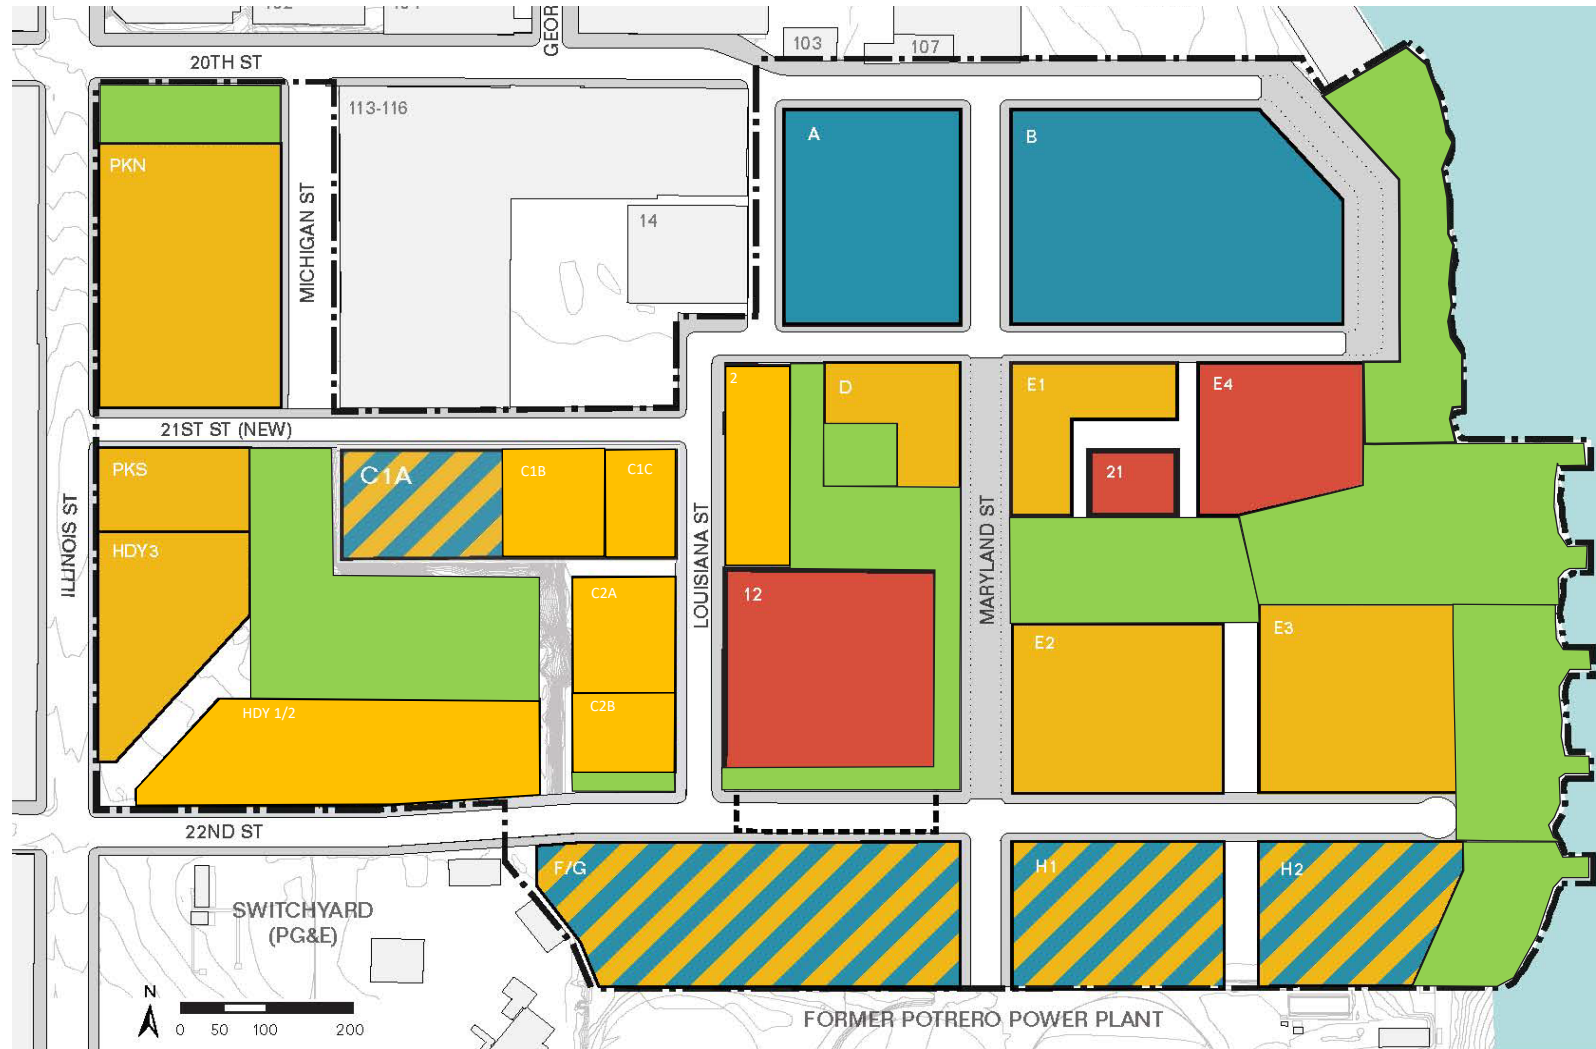 20TH ST
GEOR
103
107
113-116
14
A
B
PKN
MICHIGAN ST
2
D
E1
E4
21ST ST (NEW)
PKS
C1A
C1B
C1C
21
HDY3
ILLINOIS ST
LOUISIANA ST
MARYLAND ST
12
C2A
E2
E3
HDY 1/2
C2B
22ND ST
F/G
H1
H2
SWITCHYARD
(PG&E)
N
0 50 100 200
FORMER POTRERO POWER PLANT